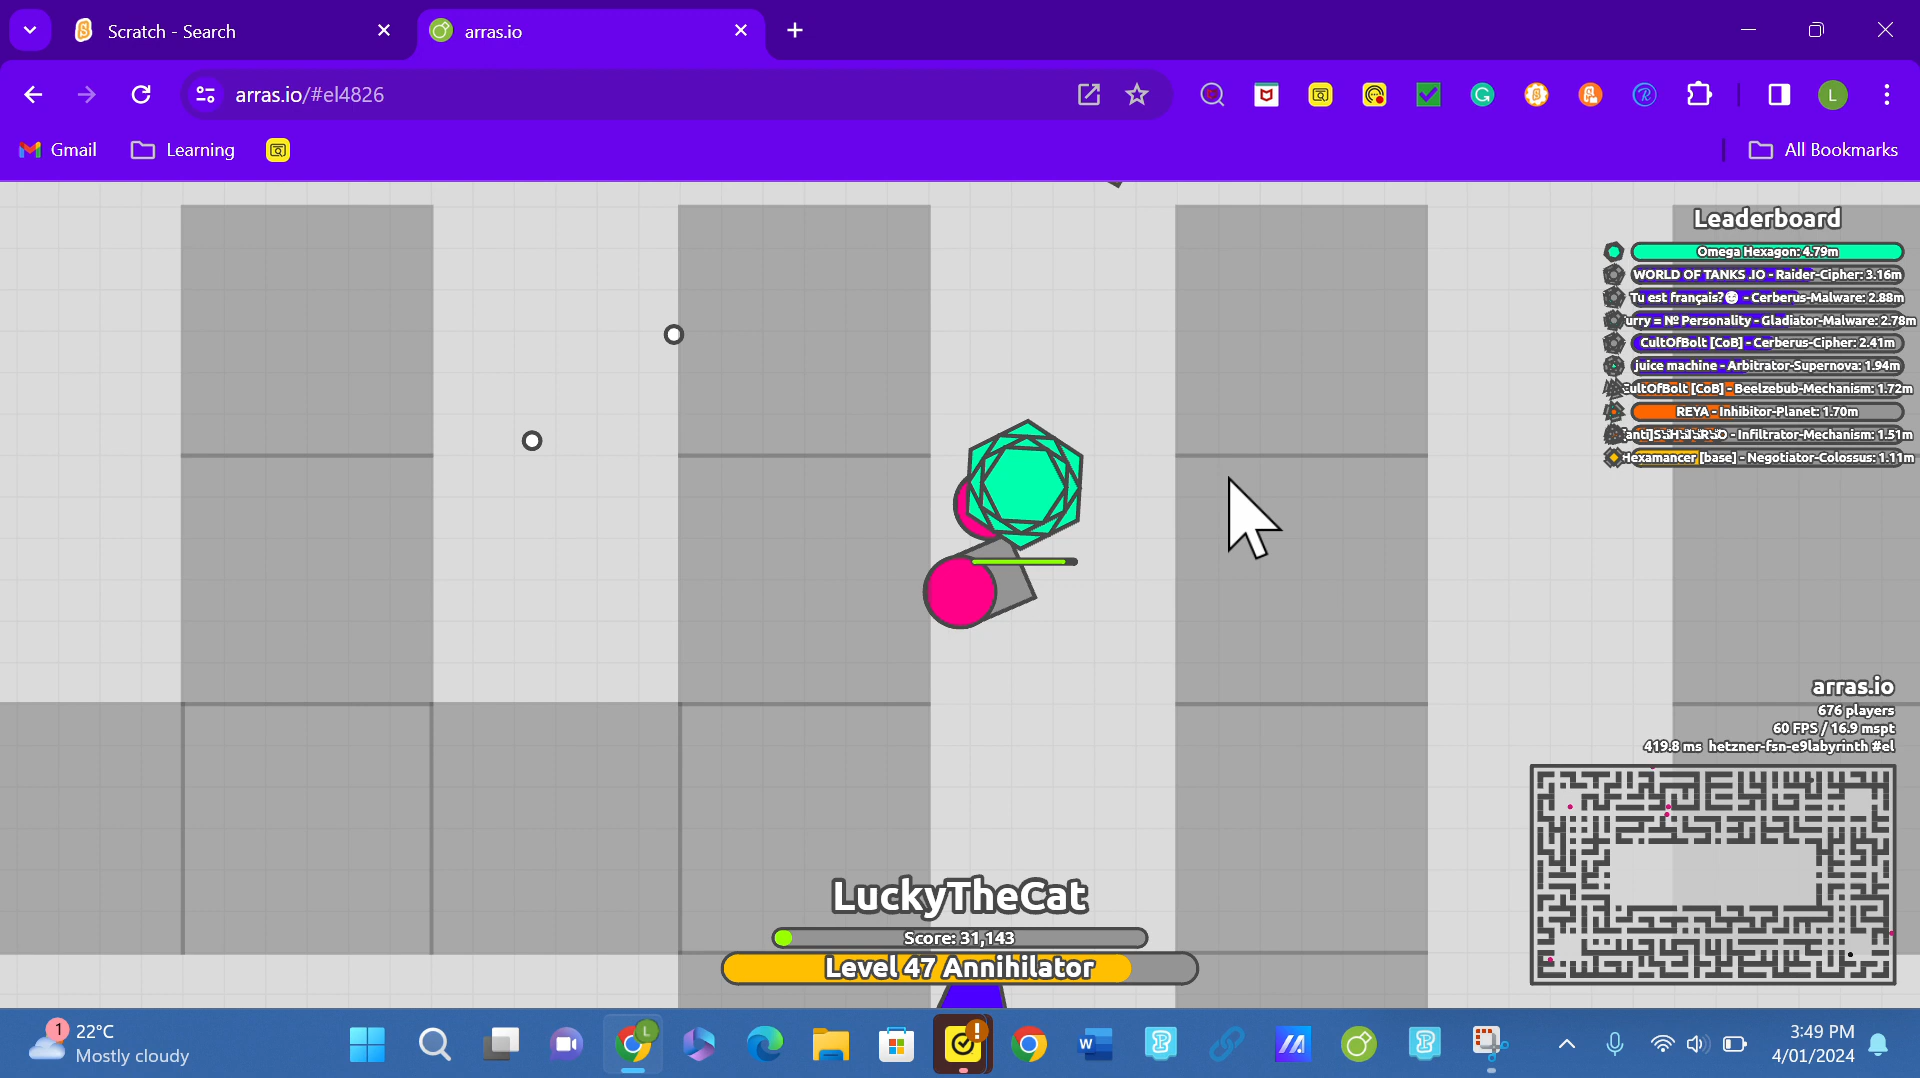 Scratch - Search
arras.io
arras.io/#el4826
L
Gmail
Learning
All Bookmarks
Leaderboard
Omega Hexagon: 4.79m
WORLD OF TANKS .IO - Raider-Cipher: 3.16m
Tu est français?😉 - Cerberus-Malware: 2.88m
urry = № Personality - Gladiator-Malware: 2.78m
CultOfBolt [CoB] - Cerberus-Cipher: 2.41m
juice machine - Arbitrator-Supernova: 1.94m
CultOfBolt [CoB] - Beelzebub-Mechanism: 1.72m
REYA - Inhibitor-Planet: 1.70m
- Infiltrator-Mechanism: 1.51m
Hexamancer [base] - Negotiator-Colossus: 1.11m
arras.io
676 players
60 FPS / 16.9 mspt
419.8 ms hetzner-fsn-e9labyrinth #el
LuckyTheCat
Score: 31,143
Level 47 Annihilator
1
22°C
Mostly cloudy
L
W
3:49 PM
4/01/2024